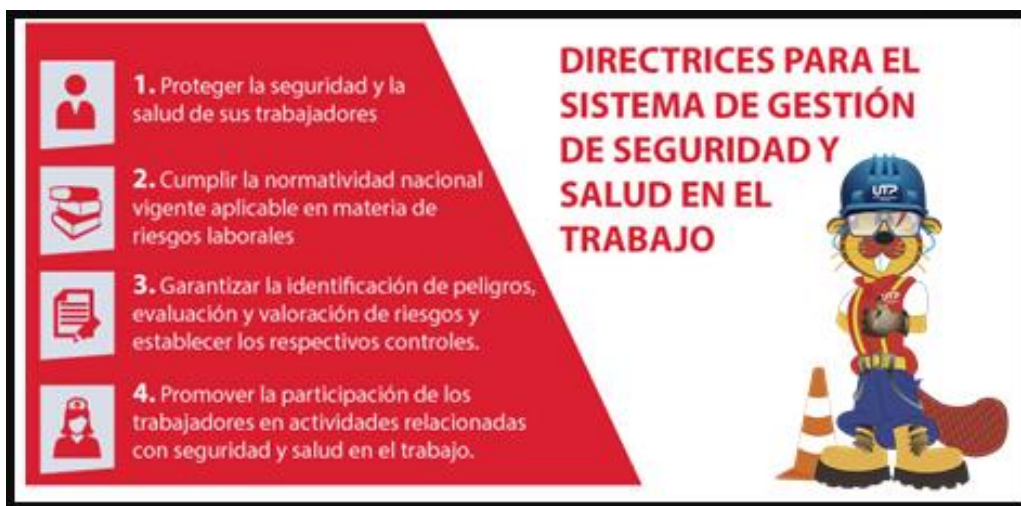 1. Proteger la seguridad y la
salud de sus trabajadores
2. Cumplir la normatividad nacional
vigente aplicable en materia de
riesgos laborales
3. Garantizar la identificación de peligros,
evaluación y valoración de riesgos y
establecer los respectivos controles.
4. Promover la participación de los
trabajadores en actividades relacionadas
con seguridad y salud en el trabajo.
DIRECTRICES PARA EL
SISTEMA DE GESTIÓN
DE SEGURIDAD Y
SALUD EN EL
TRABAJO
UTP
UTP